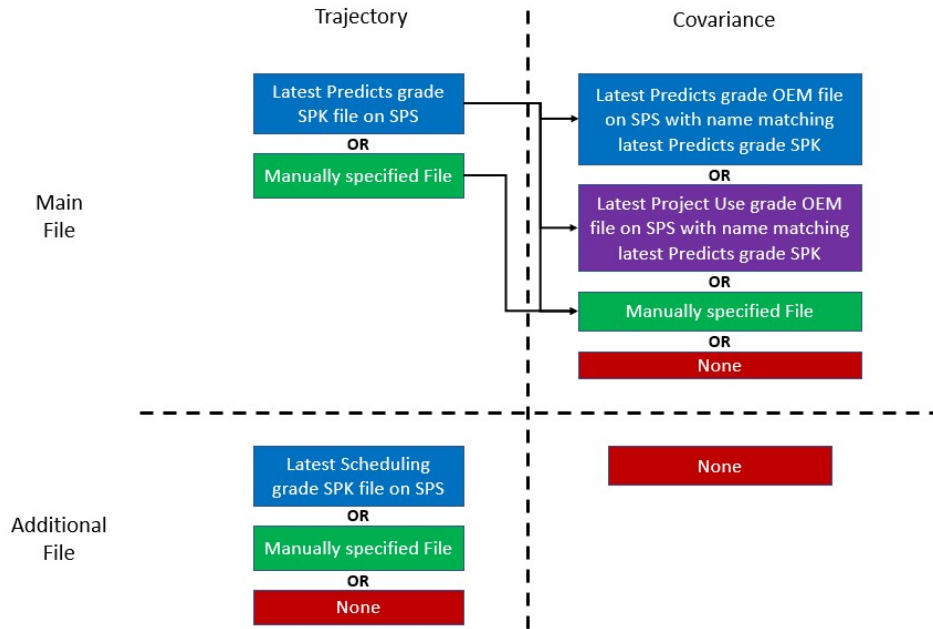 Trajectory
Covariance
Main
File
Latest Predicts grade
SPK file on SPS
OR
Manually specified File
Latest Predicts grade OEM file
on SPS with name matching
latest Predicts grade SPK
OR
Latest Project Use grade OEM
file on SPS with name matching
latest Predicts grade SPK
OR
Manually specified File
OR
None
Additional
File
Latest Scheduling
grade SPK file on SPS
OR
Manually specified File
OR
None
None